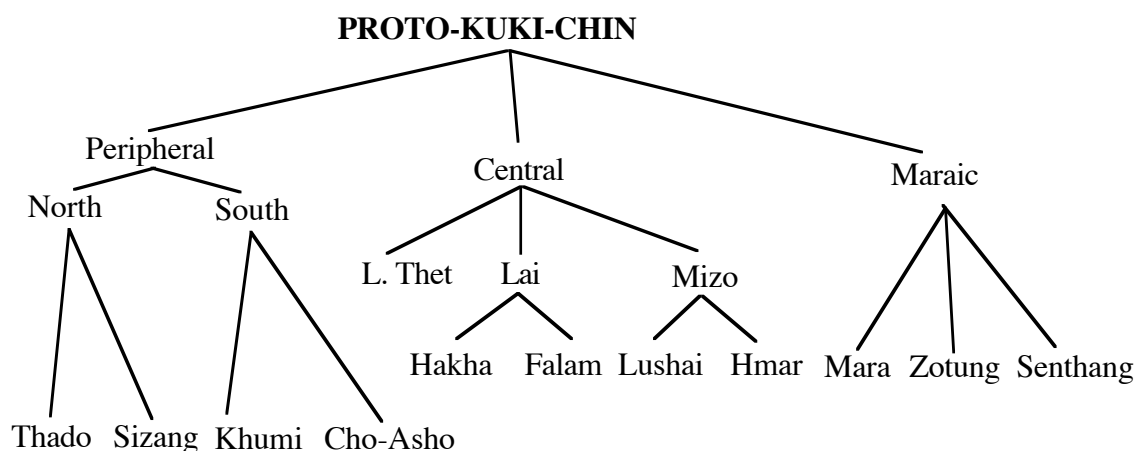 PROTO-KUKI-CHIN
Peripheral
Central
Maraic
North
South
L. Thet
Lai
Mizo
Hakha
Falam
Lushai
Hmar
Mara
Zotung
Senthang
Thado
Sizang
Khumi
Cho-Asho